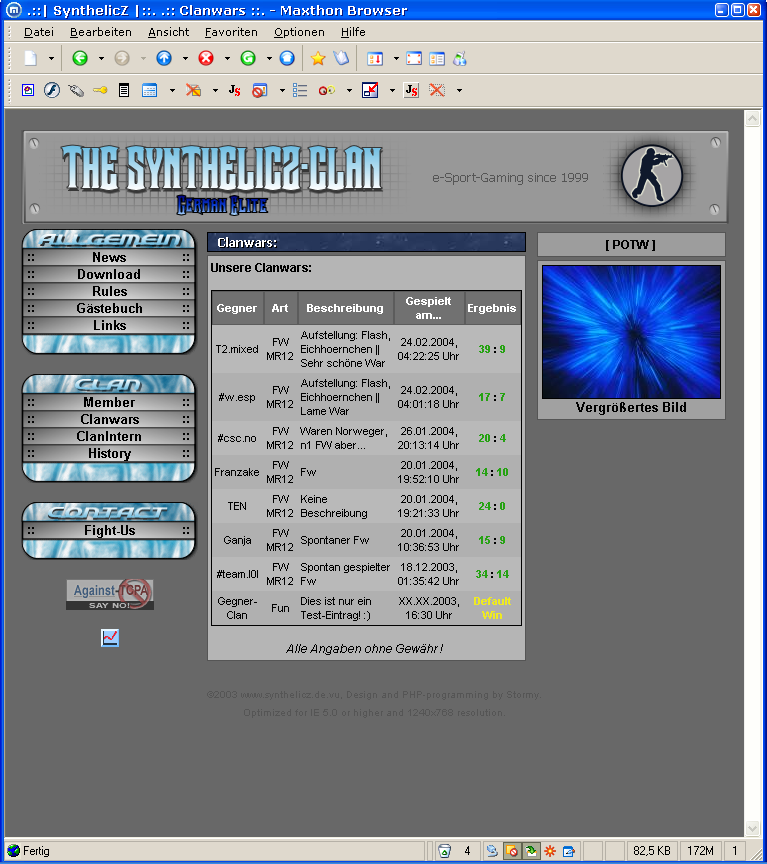 .::| SynthelicZ |::. .:: Clanwars ::. - Maxthon Browser
Datei Bearbeiten Ansicht Favoriten Optionen Hilfe
THE SYNTHELICZ-CLAN
German Elite
e-Sport-Gaming since 1999
ALLGEMEIN
:: News ::
:: Download ::
:: Rules ::
:: Gästebuch ::
:: Links ::
CLAN
:: Member ::
:: Clanwars ::
:: ClanIntern ::
:: History ::
CONTACT
:: Fight-Us ::
Against-TCPA
SAY NO!
Clanwars:
Unsere Clanwars:
Gegner Art Beschreibung Gespielt am... Ergebnis
T2.mixed FW MR12 Aufstellung: Flash, Eichhoernchen || Sehr schöne War 24.02.2004, 04:22:25 Uhr 39 : 9
#w.esp FW MR12 Aufstellung: Flash, Eichhoernchen || Lame War 24.02.2004, 04:01:18 Uhr 17 : 7
#csc.no FW MR12 Waren Norweger, n1 FW aber... 26.01.2004, 20:13:14 Uhr 20 : 4
Franzake FW MR12 Fw 20.01.2004, 19:52:10 Uhr 14 : 10
TEN FW MR12 Keine Beschreibung 20.01.2004, 19:21:33 Uhr 24 : 0
Ganja FW MR12 Spontaner Fw 20.01.2004, 10:36:53 Uhr 15 : 9
#team.l0l FW MR12 Spontan gespielter Fw 18.12.2003, 01:35:42 Uhr 34 : 14
Gegner-Clan Fun Dies ist nur ein Test-Eintrag! :) XX.XX.2003, 16:30 Uhr Default Win
Alle Angaben ohne Gewähr!
[ POTW ]
Vergrößertes Bild
©2003 www.synthelicz.de.vu, Design and PHP-programming by Stormy.
Optimized for IE 5.0 or higher and 1240x768 resolution.
Fertig 4 82,5 KB 172M 1